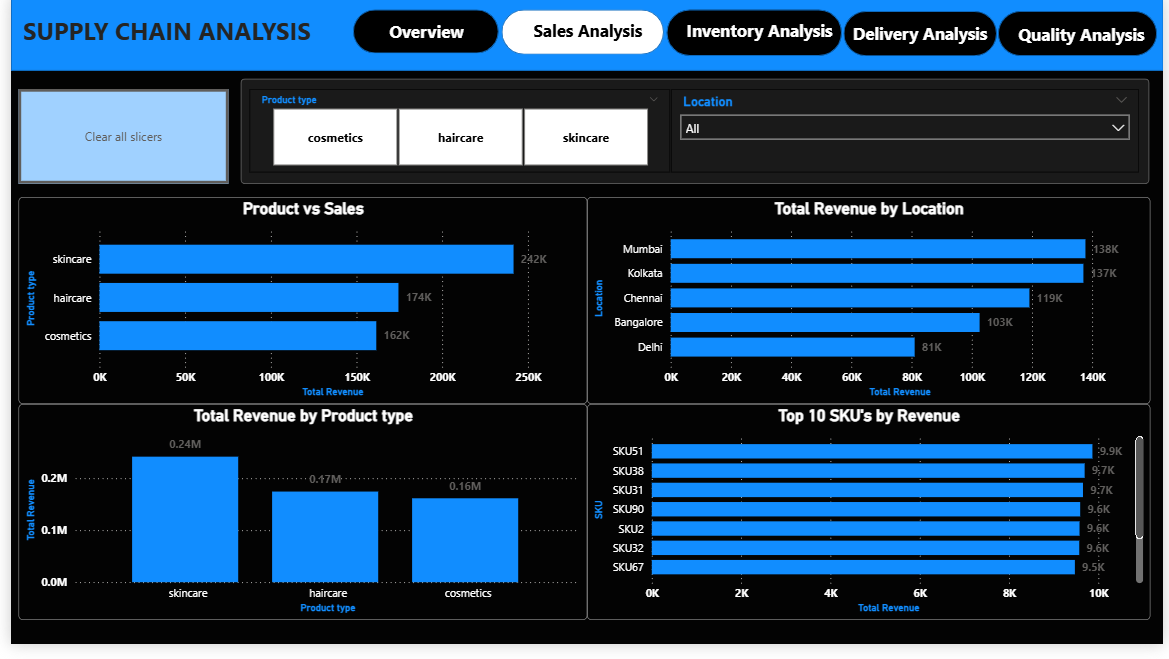 SUPPLY CHAIN ANALYSIS
Overview
Sales Analysis
Inventory Analysis
Delivery Analysis
Quality Analysis
Clear all slicers
Product type
cosmetics
haircare
skincare
Location
All
Product vs Sales
Product type
skincare
242K
haircare
174K
cosmetics
162K
0K 50K 100K 150K 200K 250K
Total Revenue
Total Revenue by Location
Location
Mumbai
138K
Kolkata
137K
Chennai
119K
Bangalore
103K
Delhi
81K
0K 20K 40K 60K 80K 100K 120K 140K
Total Revenue
Total Revenue by Product type
Total Revenue
0.2M
0.1M
0.0M
0.24M
0.17M
0.16M
skincare haircare cosmetics
Product type
Top 10 SKU's by Revenue
SKU
SKU51
9.9K
SKU38
9.7K
SKU31
9.7K
SKU90
9.6K
SKU2
9.6K
SKU32
9.6K
SKU67
9.5K
0K 2K 4K 6K 8K 10K
Total Revenue